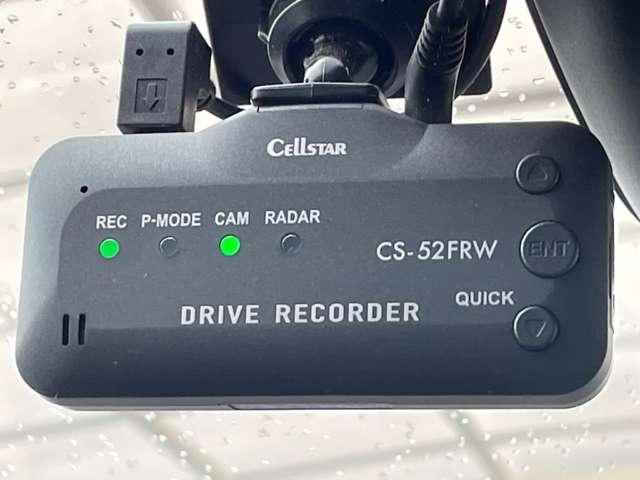 CELLSTAR
REC P-MODE CAM RADAR
CS-52FRW
ENT
QUICK
DRIVE RECORDER